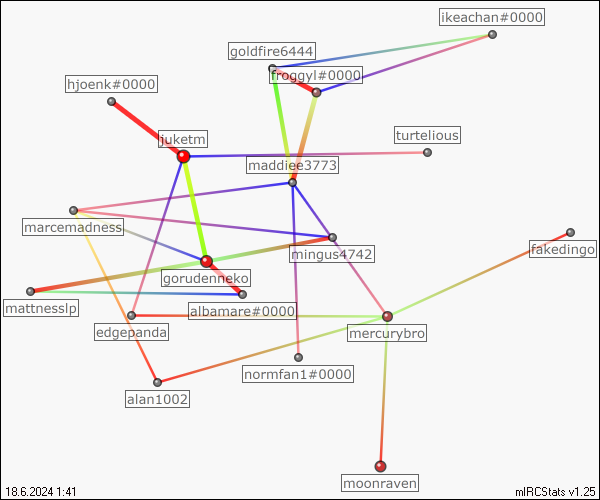 ikeachan#0000
goldfire6444
froggyl#0000
hjoenk#0000
turtelious
juketm
maddiee3773
marcemadness
fakedingo
mingus4742
gorudenneko
mattnesslp
albamare#0000
edgepanda
mercurybro
normfan1#0000
alan1002
moonraven
18.6.2024 1:41
mIRCStats v1.25